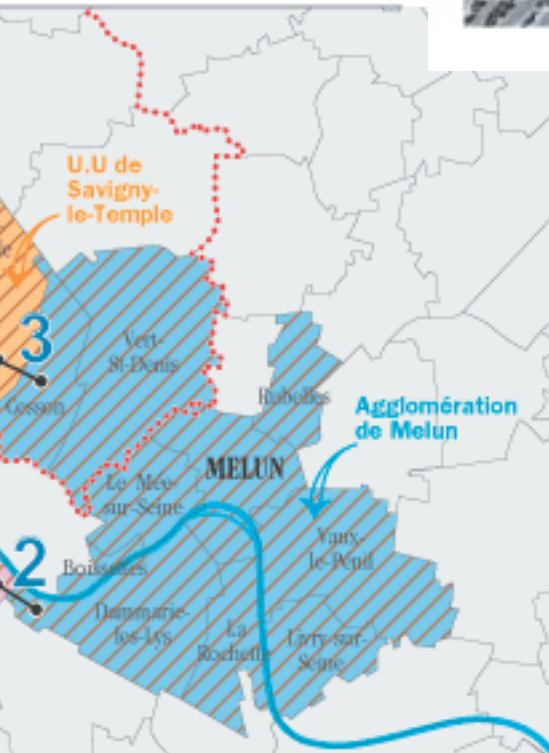 U.U de
Savigny-
le-Temple
le
3
Vert-
St-Denis
Cesson
Rubelles
Agglomération
de Melun
MELUN
Le Mée-
sur-Seine
Vaux-
le-Pénil
2
Boissettes
Dammarie-
les-Lys
La
Rochette
Livry-sur-
Seine